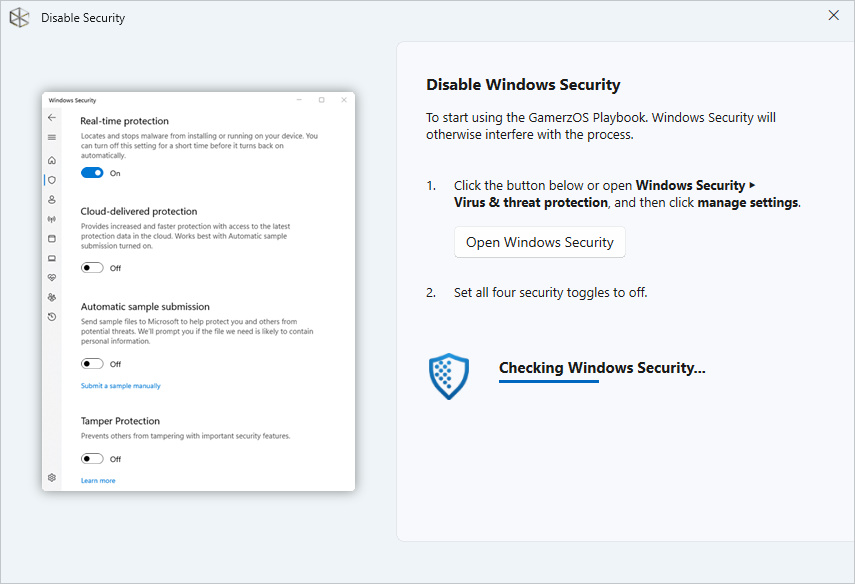 Disable Security
Windows Security
Real-time protection
Locates and stops malware from installing or running on your device. You
can turn off this setting for a short time before it turns back on
automatically.
On
Cloud-delivered protection
Provides increased and faster protection with access to the latest
protection data in the cloud. Works best with Automatic sample
submission turned on.
Off
Automatic sample submission
Send sample files to Microsoft to help protect you and others from
potential threats. We'll prompt you if the file we need is likely to contain
personal information.
Off
Submit a sample manually
Tamper Protection
Prevents others from tampering with important security features.
Off
Learn more
Disable Windows Security
To start using the GamerzOS Playbook. Windows Security will
otherwise interfere with the process.
1. Click the button below or open Windows Security ▸
Virus & threat protection, and then click manage settings.
Open Windows Security
2. Set all four security toggles to off.
Checking Windows Security...